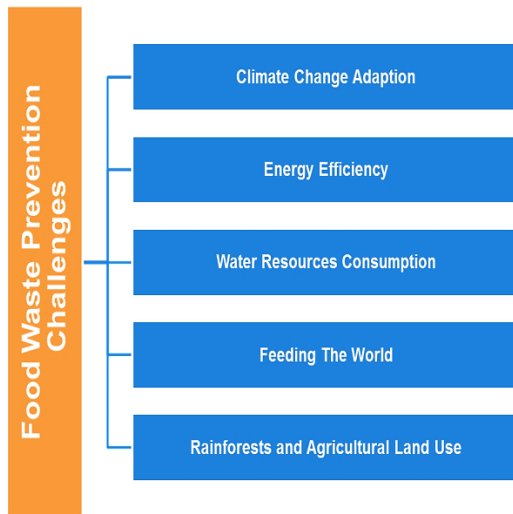 Food Waste Prevention
Challenges
Climate Change Adaption
Energy Efficiency
Water Resources Consumption
Feeding The World
Rainforests and Agricultural Land Use